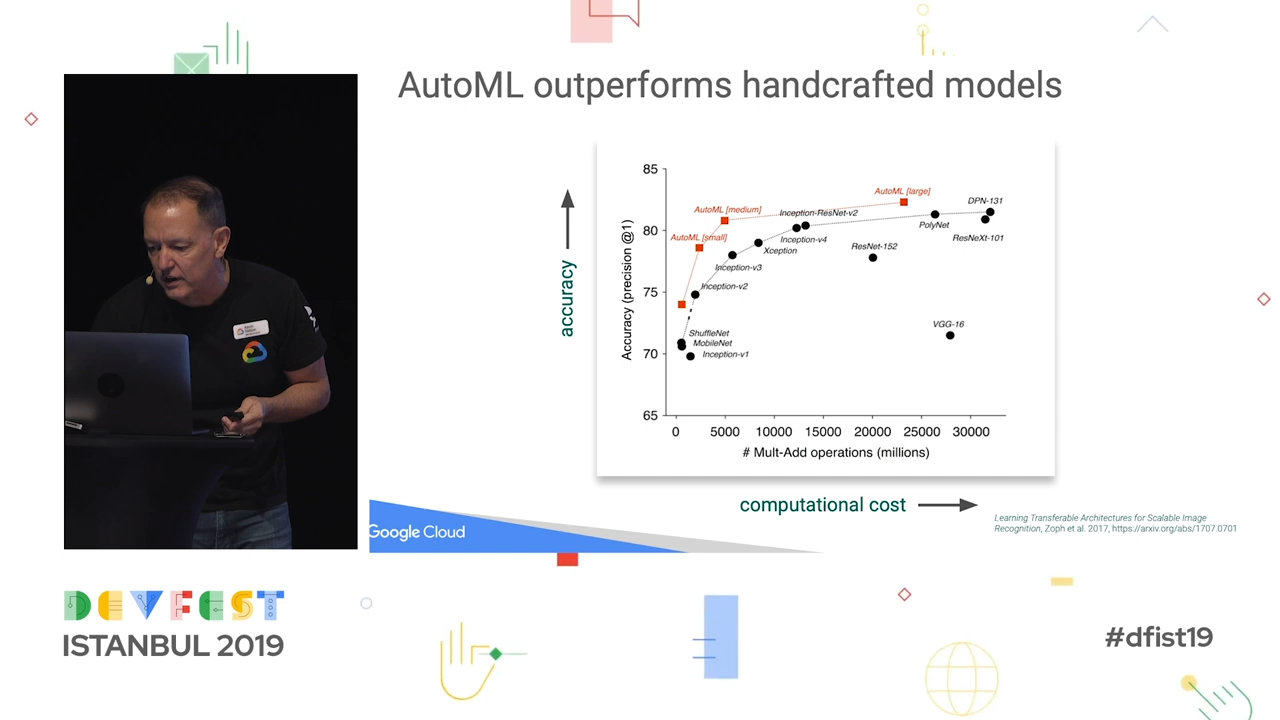 AutoML outperforms handcrafted models
85
80
75
70
65
Accuracy (precision @1)
accuracy
AutoML [large]
DPN-131
AutoML [medium]
Inception-ResNet-v2
PolyNet
AutoML [small]
Inception-v4
ResNeXt-101
Xception
ResNet-152
Inception-v3
Inception-v2
VGG-16
ShuffleNet
MobileNet
Inception-v1
0 5000 10000 15000 20000 25000 30000
# Mult-Add operations (millions)
computational cost
Learning Transferable Architectures for Scalable Image
Recognition, Zoph et al. 2017, https://arxiv.org/abs/1707.0701
Google Cloud
DEVFEST
ISTANBUL 2019
#dfist19